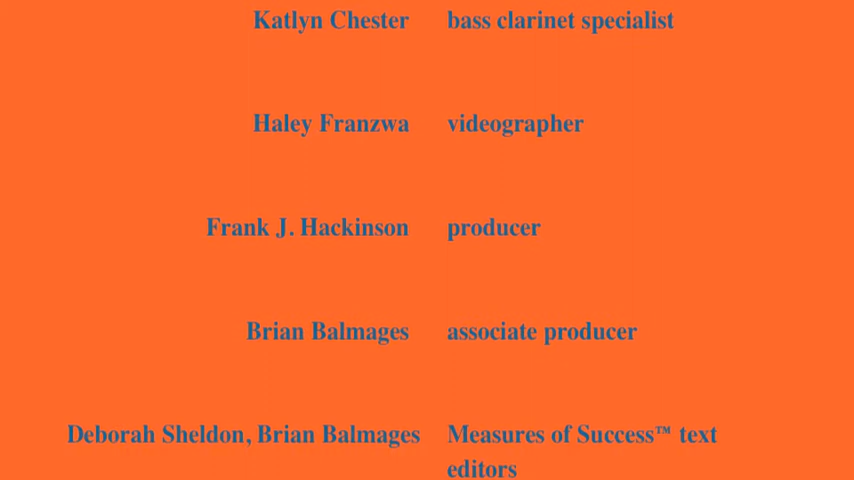 Katlyn Chester bass clarinet specialist
Haley Franzwa videographer
Frank J. Hackinson producer
Brian Balmages associate producer
Deborah Sheldon, Brian Balmages Measures of Success™ text
editors